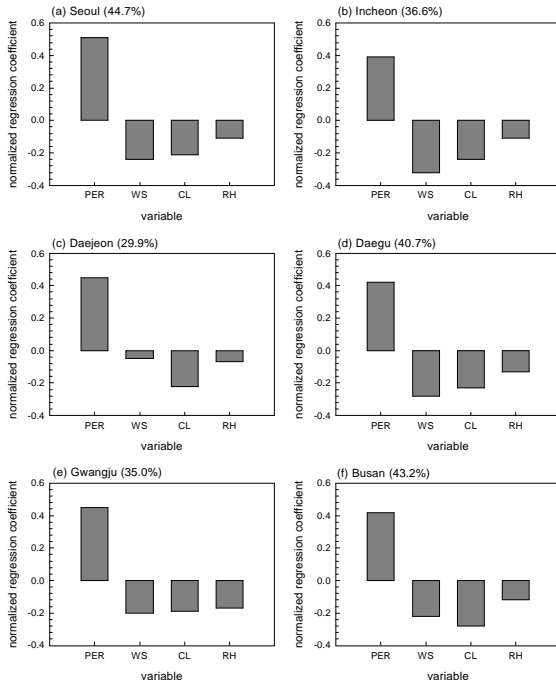 (a) Seoul (44.7%)
normalized regression coefficient
0.6
0.4
0.2
0.0
-0.2
-0.4
PER WS CL RH
variable
(b) Incheon (36.6%)
normalized regression coefficient
0.6
0.4
0.2
0.0
-0.2
-0.4
PER WS CL RH
variable
(c) Daejeon (29.9%)
normalized regression coefficient
0.6
0.4
0.2
0.0
-0.2
-0.4
PER WS CL RH
variable
(d) Daegu (40.7%)
normalized regression coefficient
0.6
0.4
0.2
0.0
-0.2
-0.4
PER WS CL RH
variable
(e) Gwangju (35.0%)
normalized regression coefficient
0.6
0.4
0.2
0.0
-0.2
-0.4
PER WS CL RH
variable
(f) Busan (43.2%)
normalized regression coefficient
0.6
0.4
0.2
0.0
-0.2
-0.4
PER WS CL RH
variable